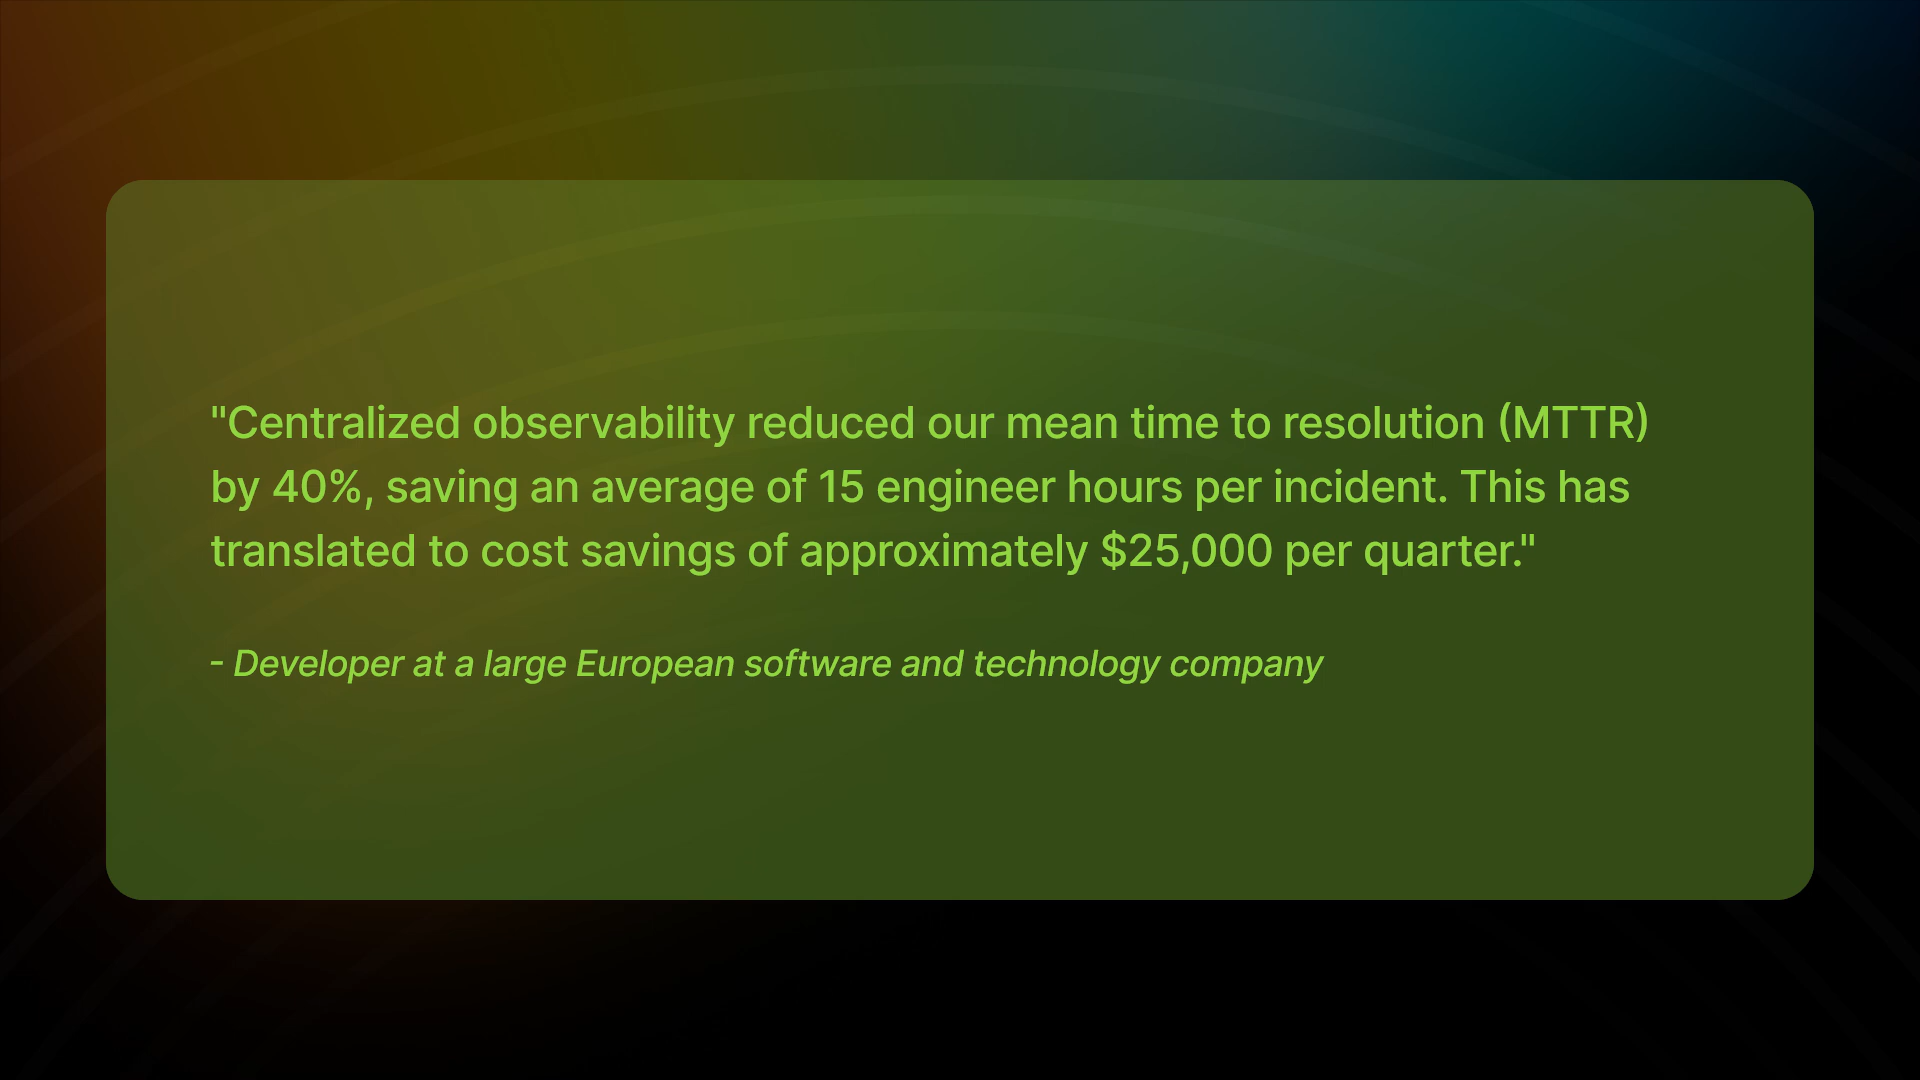 "Centralized observability reduced our mean time to resolution (MTTR)
by 40%, saving an average of 15 engineer hours per incident. This has
translated to cost savings of approximately $25,000 per quarter."
- Developer at a large European software and technology company